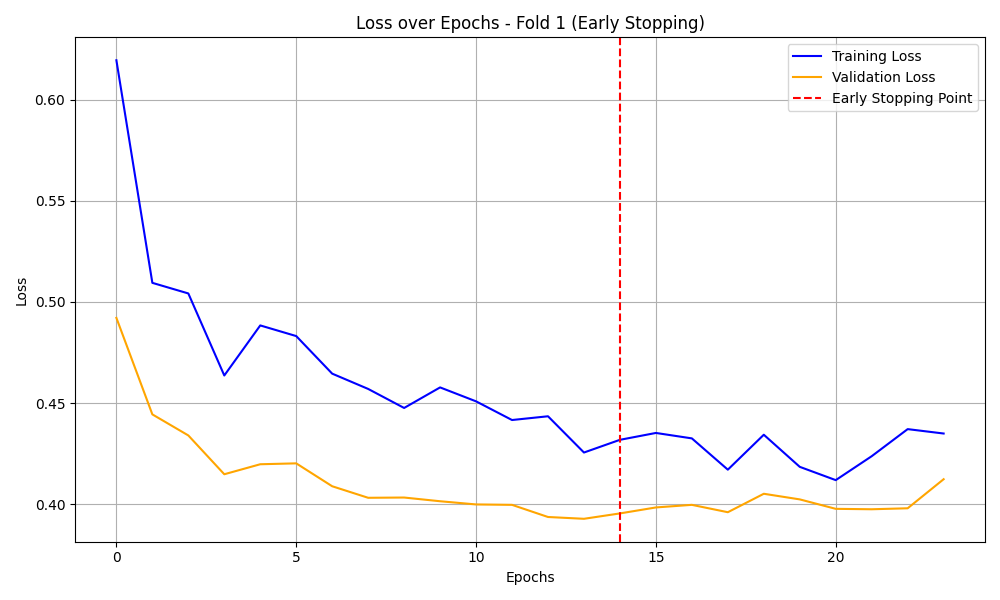 Loss over Epochs - Fold 1 (Early Stopping)
Training Loss
Validation Loss
Early Stopping Point
0.60
0.55
0.50
0.45
0.40
Loss
0 5 10 15 20
Epochs